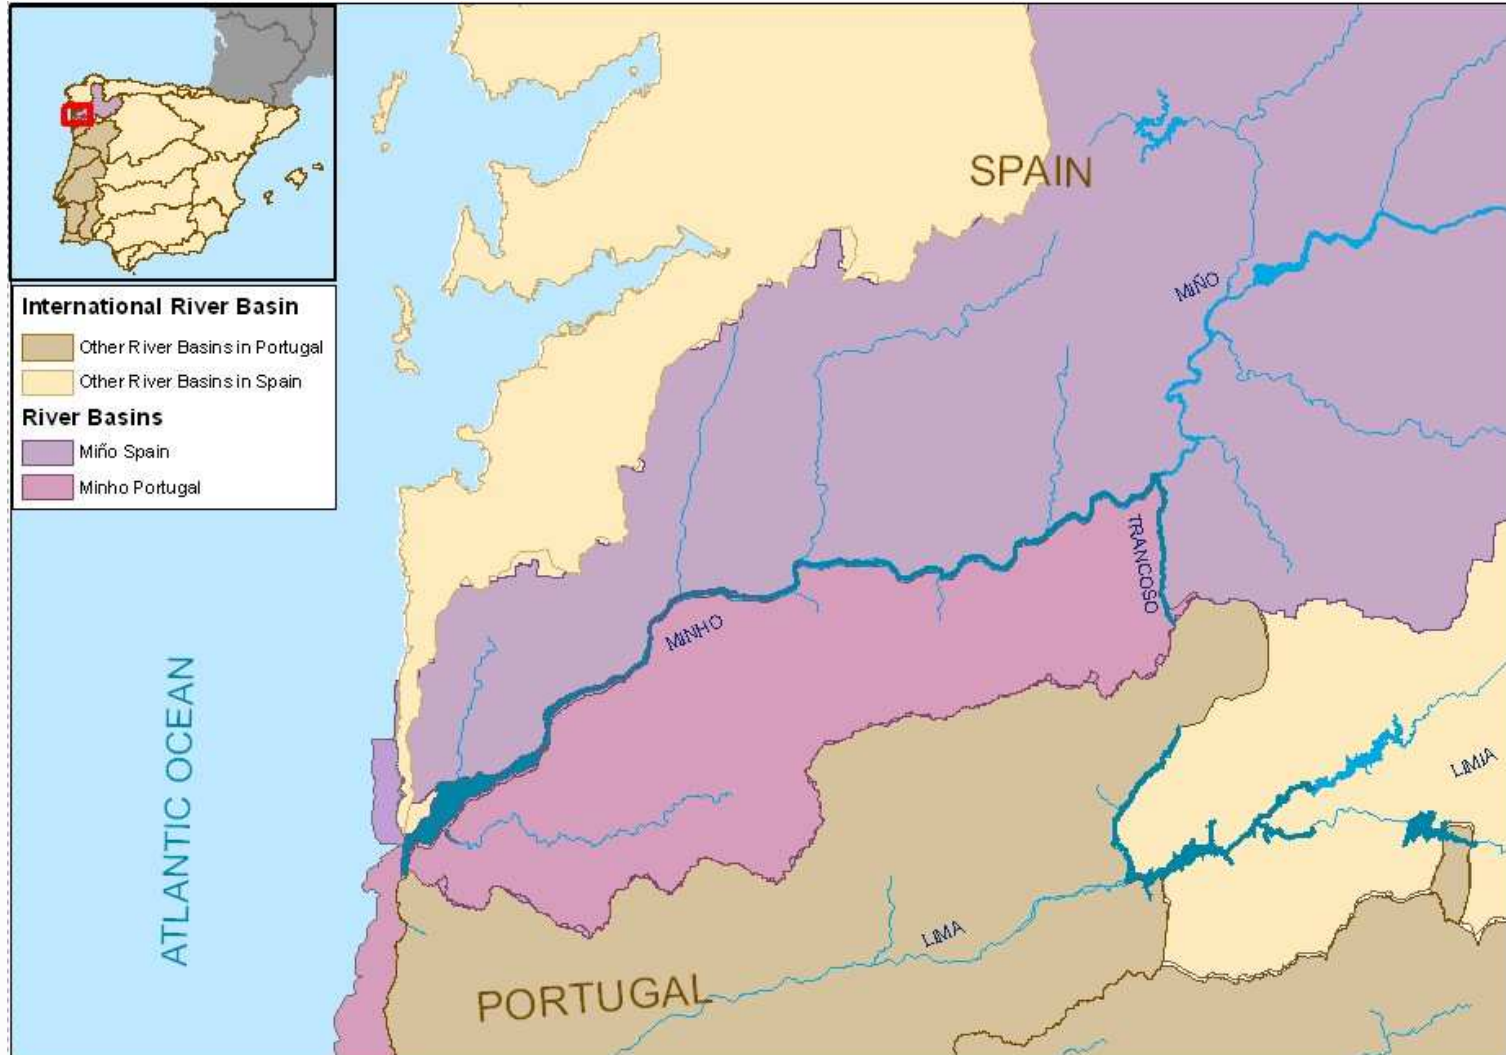 SPAIN
MIÑO
International River Basin
Other River Basins in Portugal
Other River Basins in Spain
River Basins
Miño Spain
Minho Portugal
TRANCOSO
MINHO
ATLANTIC OCEAN
LIMIA
LIMA
PORTUGAL